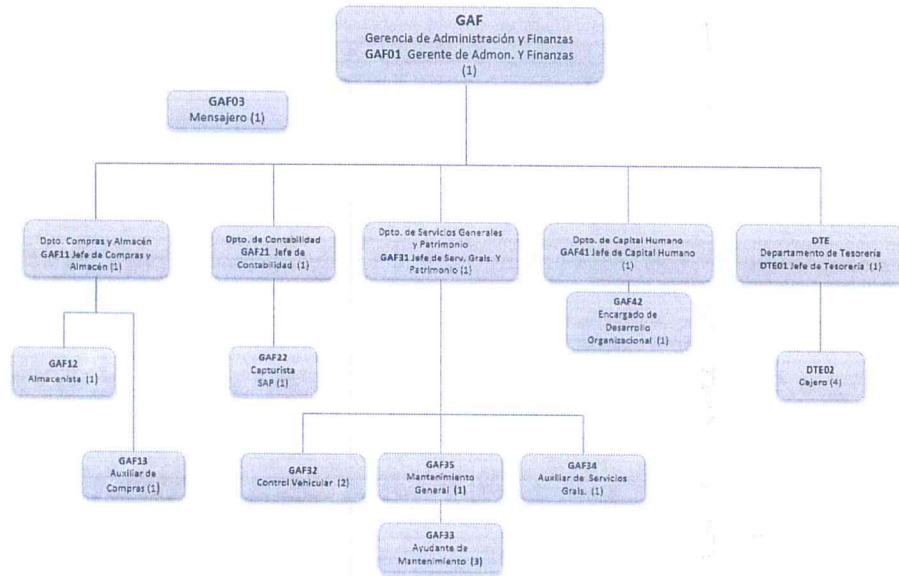 GAF
Gerencia de Administración y Finanzas
GAF01 Gerente de Admon. Y Finanzas
(1)
GAF03
Mensajero (1)
Dpto. Compras y Almacén
GAF11 Jefe de Compras y
Almacén (1)
Dpto. de Contabilidad
GAF21 Jefe de
Contabilidad (1)
Dpto. de Servicios Generales
y Patrimonio
GAF31 Jefe de Serv. Grals. Y
Patrimonio (1)
Dpto. de Capital Humano
GAF41 Jefe de Capital Humano
(1)
DTE
Departamento de Tesorería
DTE01 Jefe de Tesorería (1)
GAF12
Almacenista (1)
GAF22
Capturista
SAP (1)
GAF42
Encargado de
Desarrollo
Organizacional (1)
DTE02
Cajero (4)
GAF13
Auxiliar de
Compras (1)
GAF32
Control Vehicular (2)
GAF35
Mantenimiento
General (1)
GAF34
Auxiliar de Servicios
Grals. (1)
GAF33
Ayudante de
Mantenimiento (3)